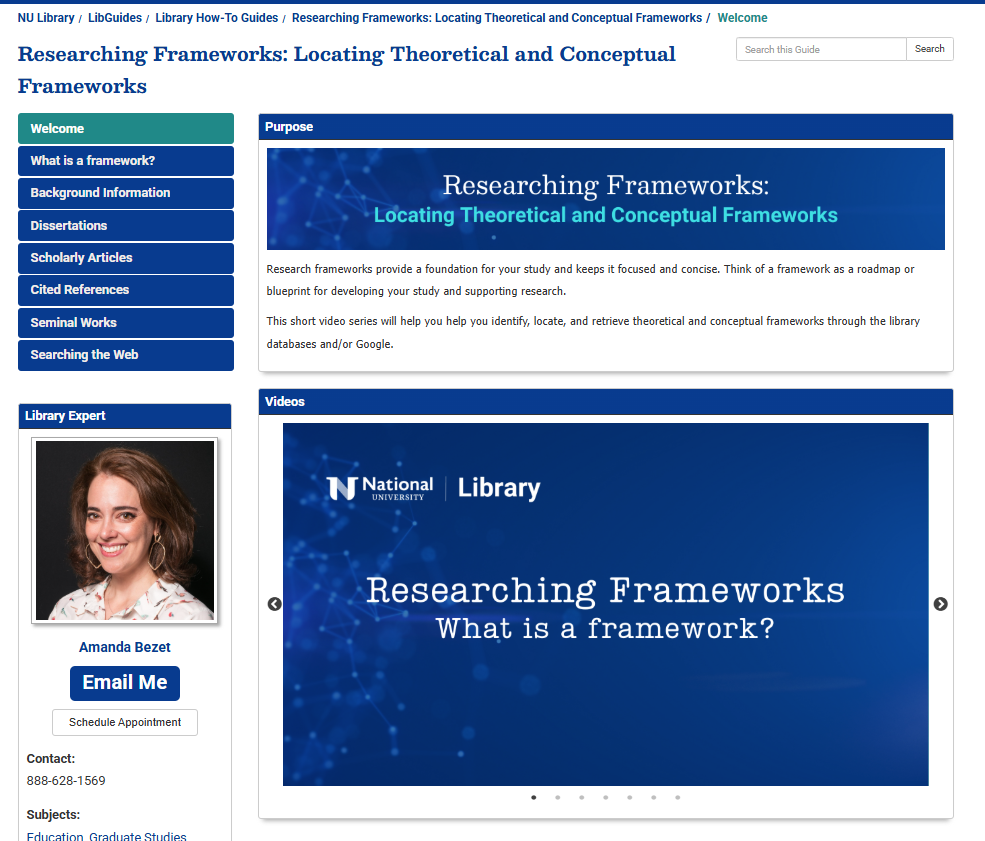 NU Library / LibGuides / Library How-To Guides / Researching Frameworks: Locating Theoretical and Conceptual Frameworks / Welcome
Researching Frameworks: Locating Theoretical and Conceptual
Frameworks
Search this Guide
Search
Welcome
What is a framework?
Background Information
Dissertations
Scholarly Articles
Cited References
Seminal Works
Searching the Web
Library Expert
Amanda Bezet
Email Me
Schedule Appointment
Contact:
888-628-1569
Subjects:
Education, Graduate Studies
Purpose
Researching Frameworks:
Locating Theoretical and Conceptual Frameworks
Research frameworks provide a foundation for your study and keeps it focused and concise. Think of a framework as a roadmap or
blueprint for developing your study and supporting research.
This short video series will help you help you identify, locate, and retrieve theoretical and conceptual frameworks through the library
databases and/or Google.
Videos
National
UNIVERSITY
Library
Researching Frameworks
What is a framework?